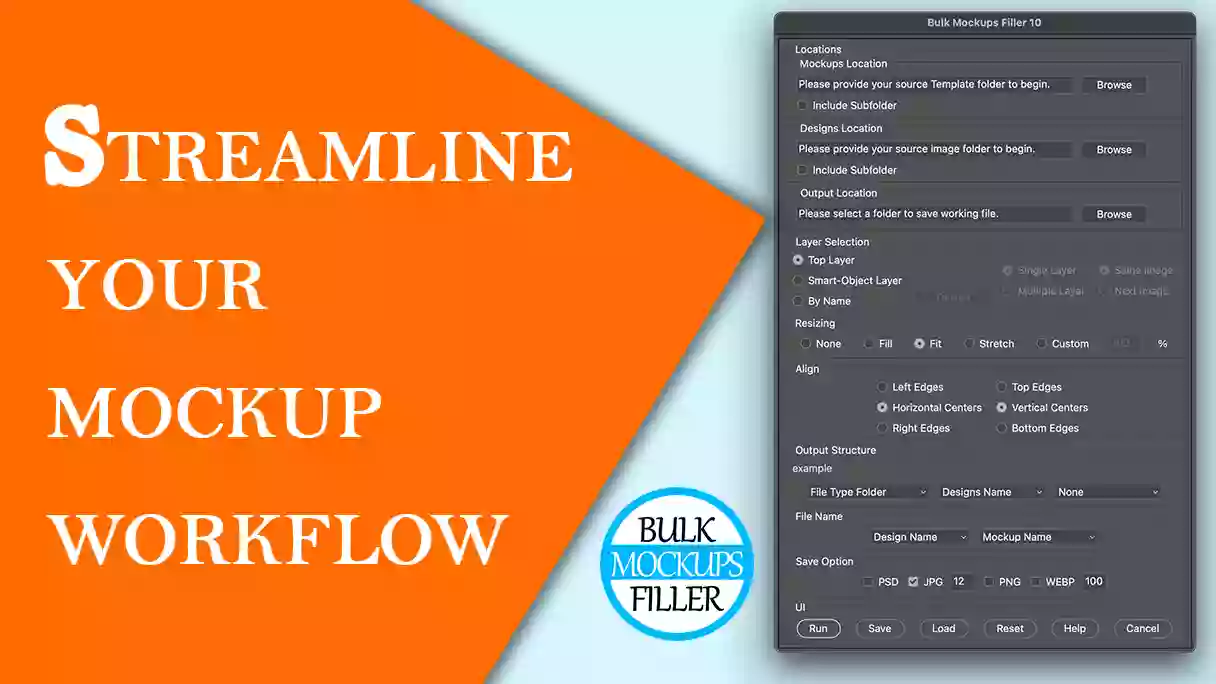 STREAMLINE
YOUR
MOCKUP
WORKFLOW
BULK
MOCKUPS
FILLER
Bulk Mockups Filler 10
Locations
Mockups Location
Please provide your source Template folder to begin. Browse
Include Subfolder
Designs Location
Please provide your source image folder to begin. Browse
Include Subfolder
Output Location
Please select a folder to save working file. Browse
Layer Selection
Top Layer Single Layer Same Image
Smart-Object Layer
Multiple Layer Next Image
By Name
Resizing
None Fill Fit Stretch Custom %
Align
Left Edges Top Edges
Horizontal Centers Vertical Centers
Right Edges Bottom Edges
Output Structure
example
File Type Folder Designs Name None
File Name
Design Name Mockup Name
Save Option
PSD JPG 12 PNG WEBP 100
UI
Run Save Load Reset Help Cancel